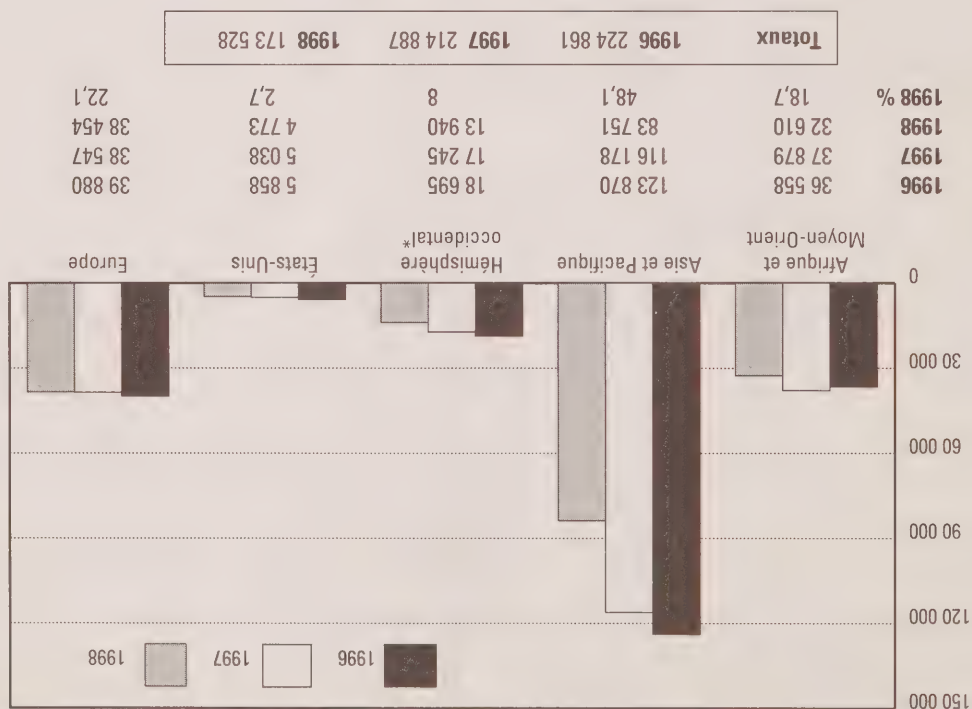 150 000
120 000
90 000
60 000
30 000
0
1996 1997 1998
Afrique et Moyen-Orient
Asie et Pacifique
Hémisphère occidental*
États-Unis
Europe
1996 36 558 123 870 18 695 5 858 39 880
1997 37 879 116 178 17 245 5 038 38 547
1998 32 610 83 751 13 940 4 773 38 454
1998 % 18,7 48,1 8 2,7 22,1
Totaux 1996 224 861 1997 214 887 1998 173 528